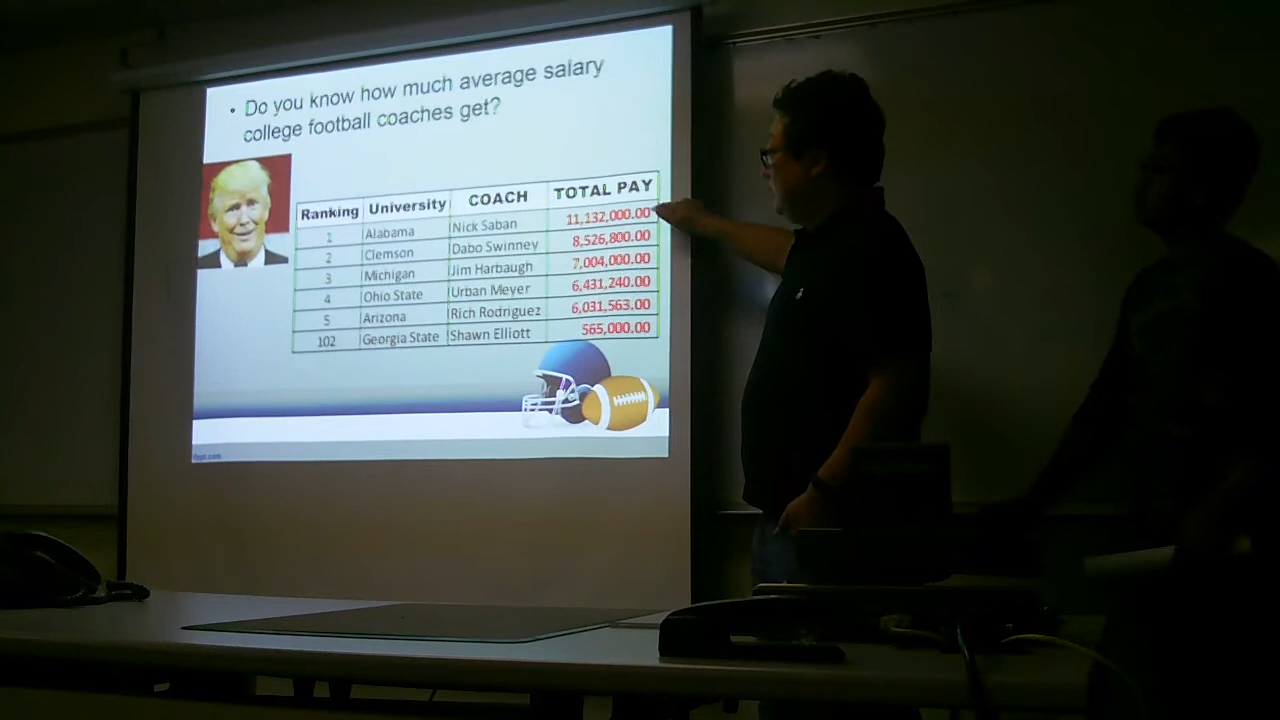 • Do you know how much average salary
college football coaches get?
Ranking University COACH TOTAL PAY
1 Alabama Nick Saban 11,132,000.00
2 Clemson Dabo Swinney 8,526,800.00
3 Michigan Jim Harbaugh 7,004,000.00
4 Ohio State Urban Meyer 6,431,240.00
5 Arizona Rich Rodriguez 6,031,563.00
102 Georgia State Shawn Elliott 565,000.00